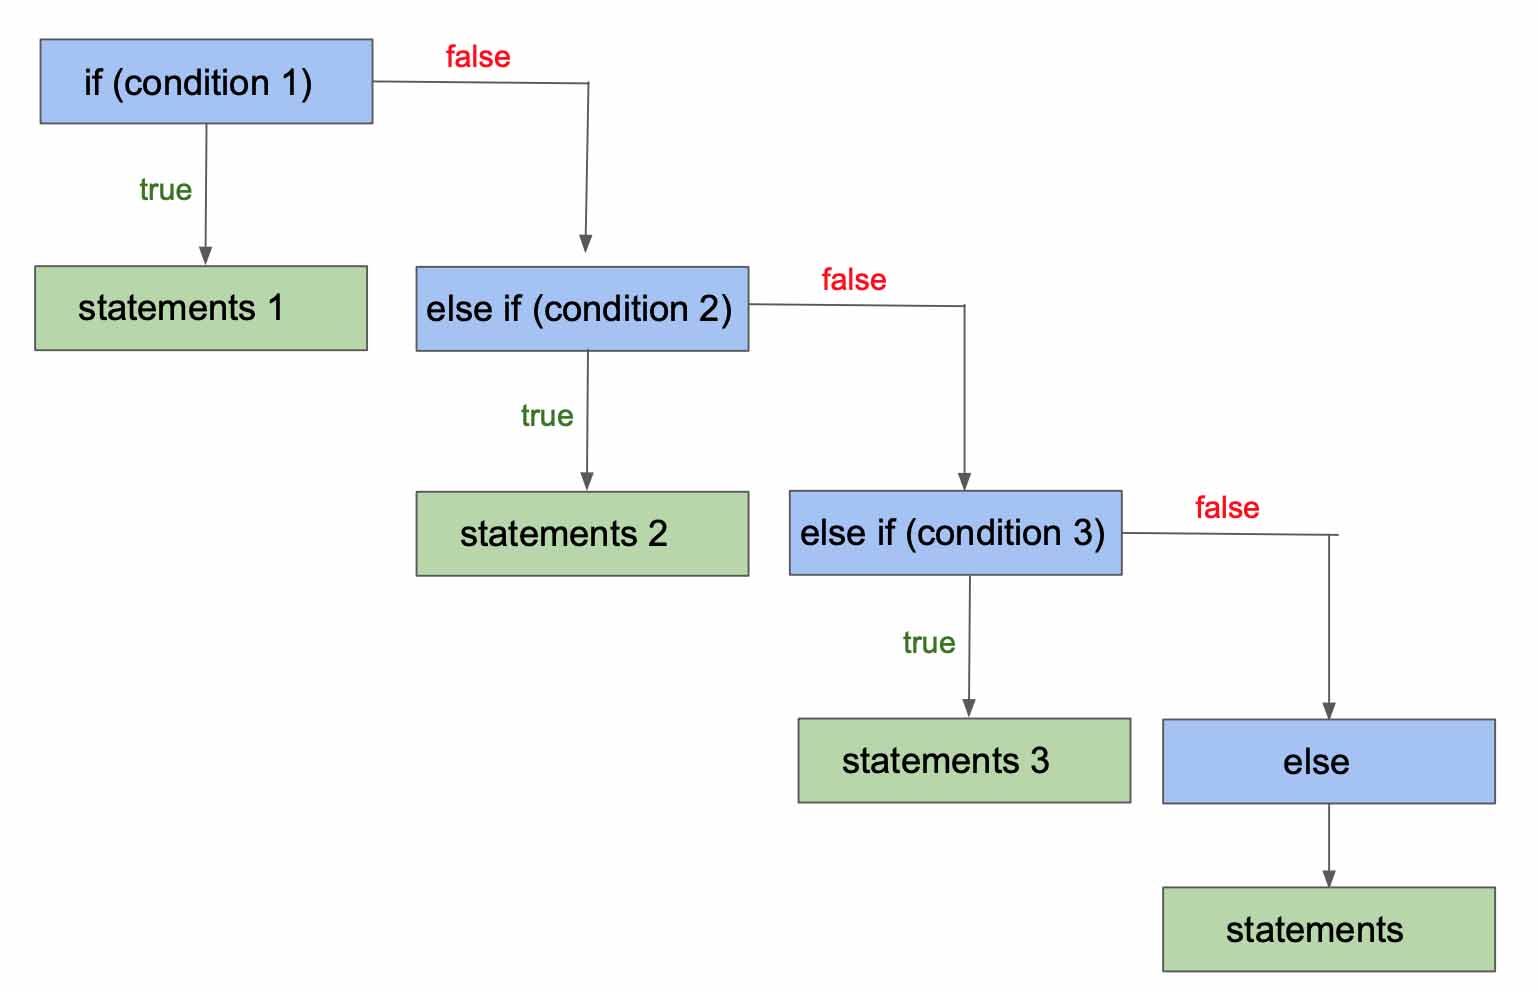 if (condition 1)
false
true
statements 1
else if (condition 2)
false
true
statements 2
else if (condition 3)
false
true
statements 3
else
statements